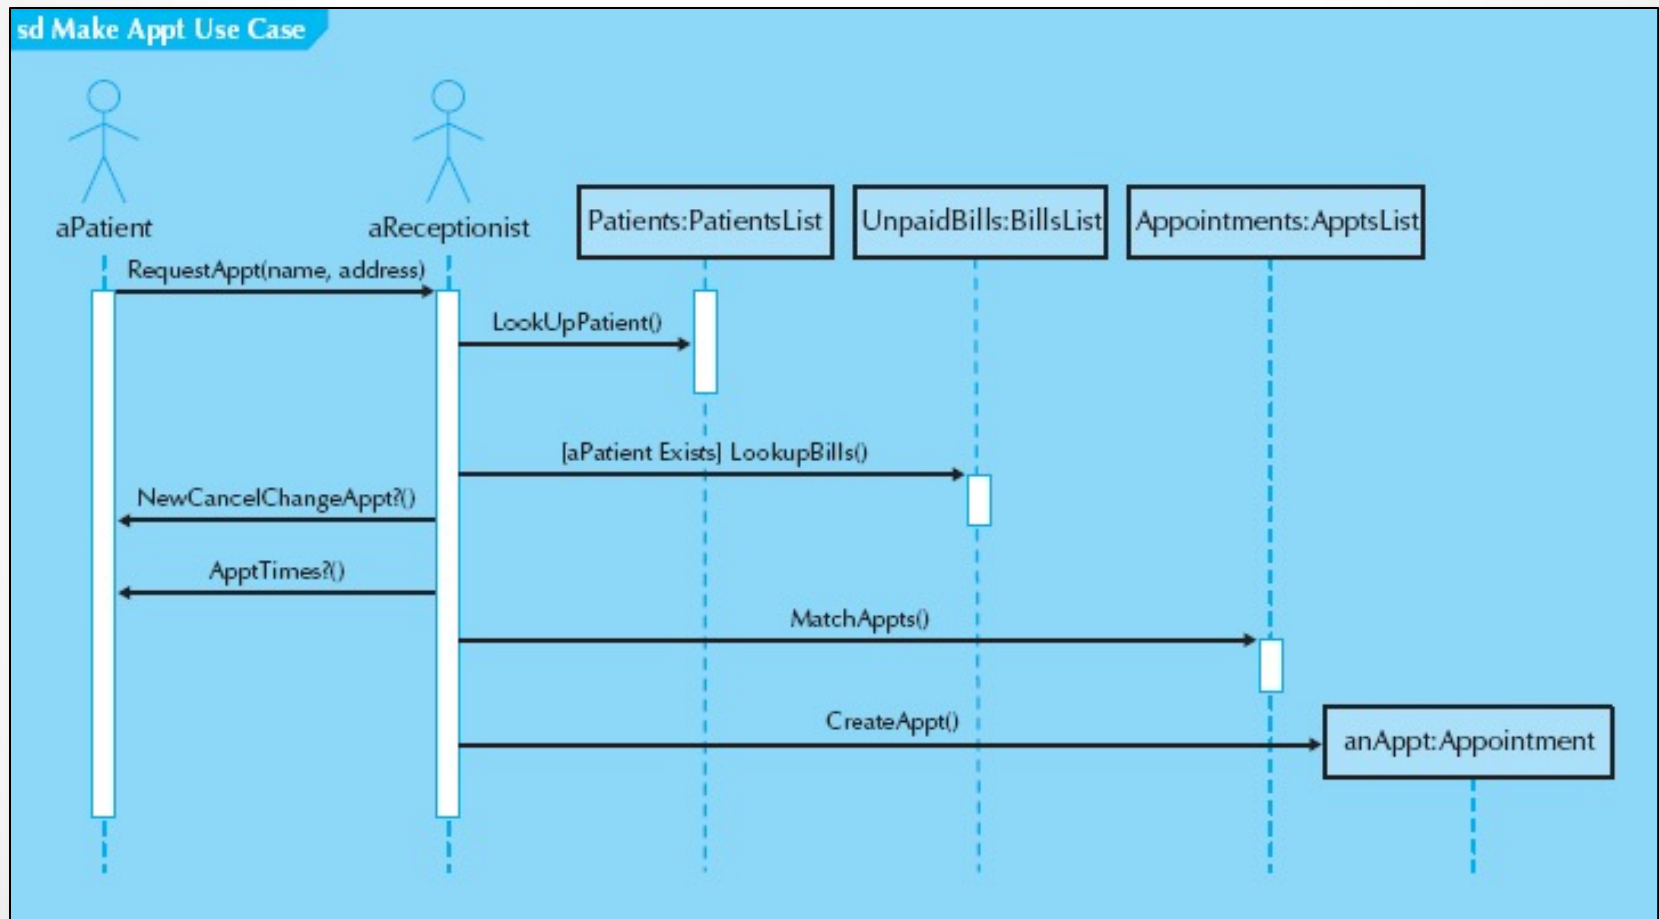 sd Make Appt Use Case
aPatient
aReceptionist
Patients:PatientsList
UnpaidBills:BillsList
Appointments:ApptsList
RequestAppt(name, address)
LookUpPatient()
[aPatient Exists] LookupBills()
NewCancelChangeAppt?()
ApptTimes?()
MatchAppts()
CreateAppt()
anAppt:Appointment